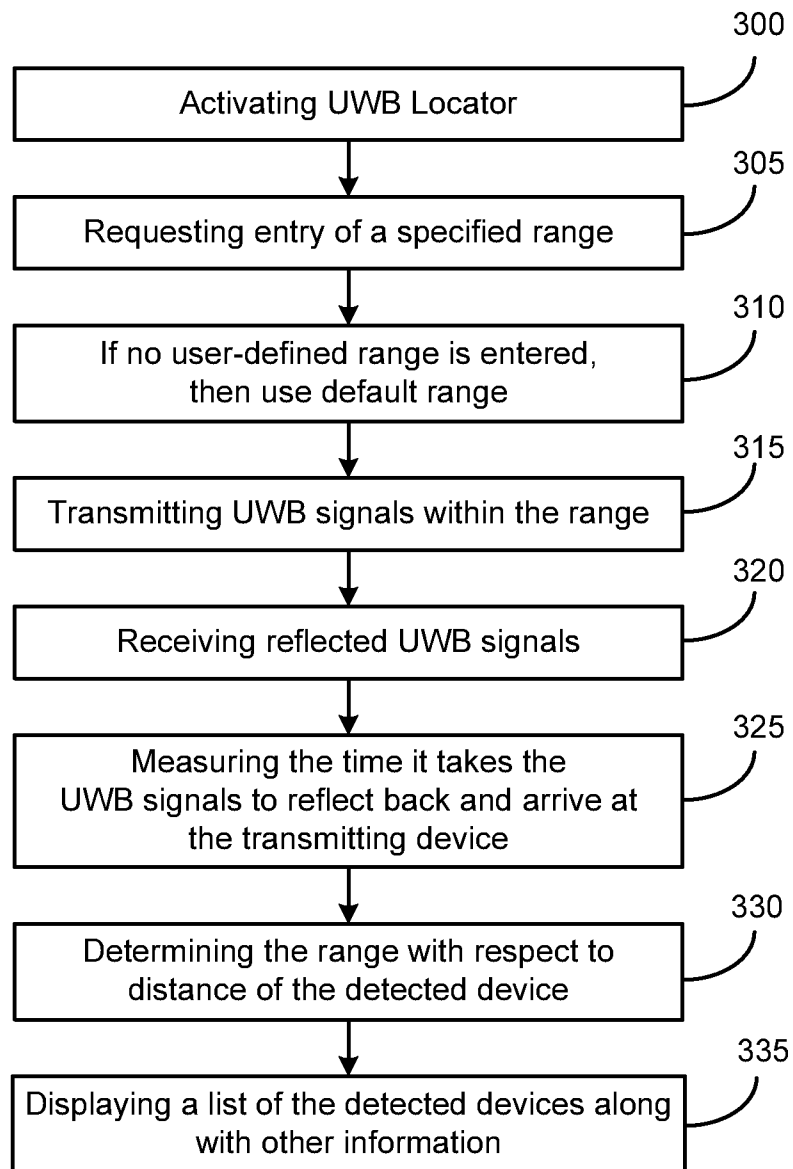 300
Activating UWB Locator
305
Requesting entry of a specified range
310
If no user-defined range is entered,
then use default range
315
Transmitting UWB signals within the range
320
Receiving reflected UWB signals
325
Measuring the time it takes the
UWB signals to reflect back and arrive at
the transmitting device
330
Determining the range with respect to
distance of the detected device
335
Displaying a list of the detected devices along
with other information